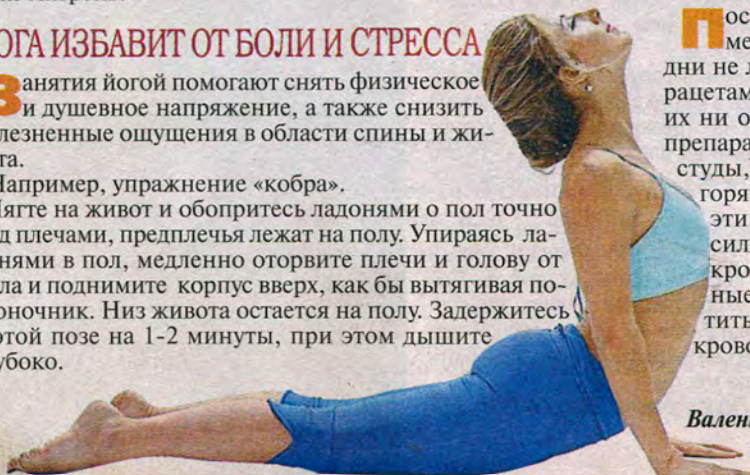 ОГА ИЗБАВИТ ОТ БОЛИ И СТРЕССА
Занятия йогой помогают снять физическое
и душевное напряжение, а также снизить
лезненные ощущения в области спины и жи-
та.
Например, упражнение «кобра».
Лягте на живот и обопритесь ладонями о пол точно
д плечами, предплечья лежат на полу. Упираясь ла-
нями в пол, медленно оторвите плечи и голову от
ла и поднимите корпус вверх, как бы вытягивая по-
оночник. Низ живота остается на полу. Задержитесь
этой позе на 1-2 минуты, при этом дышите
убоко.
Пос
ме
дни не л
рацетам
их ни о
препара
студы,
горя
эти
сил
кро
ные
тить
крово
Вален